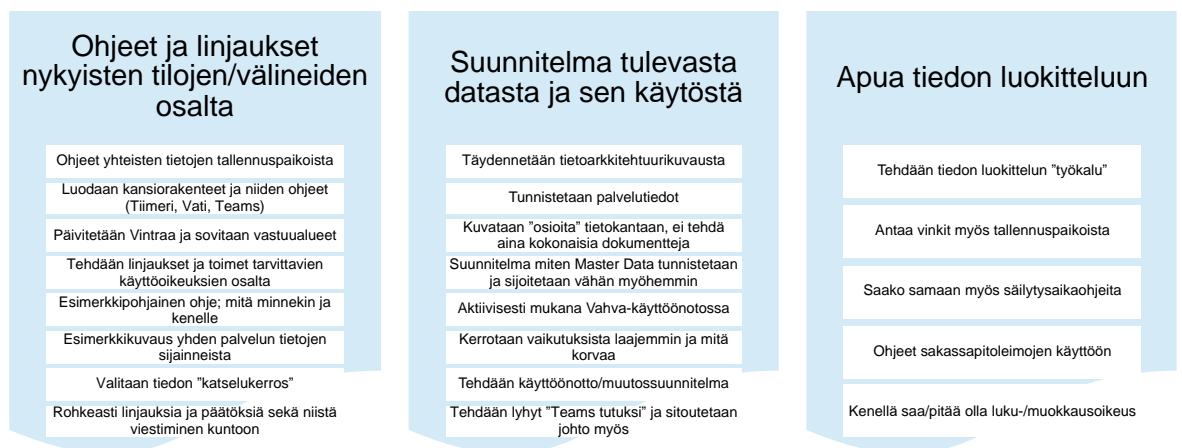 Ohjeet ja linjaukset
nykyisten tilojen/välineiden
osalta
Ohjeet yhteisten tietojen tallennuspaikoista
Luodaan kansiorakenteet ja niiden ohjeet
(Tiimeri, Vati, Teams)
Päivitetään Vintraa ja sovitaan vastuualueet
Tehdään linjaukset ja toimet tarvittavien
käyttöoikeuksien osalta
Esimerkkipohjainen ohje; mitä minnekin ja
kenelle
Esimerkkikuvaus yhden palvelun tietojen
sijainneista
Valitaan tiedon ”katselukerros”
Rohkeasti linjauksia ja päätöksiä sekä niistä
viestiminen kuntoon
Suunnitelma tulevasta
datasta ja sen käytöstä
Täydennetään tietoarkkitehtuurikuvausta
Tunnistetaan palvelutiedot
Kuvataan ”osioita” tietokantaan, ei tehdä
aina kokonaisia dokumentteja
Suunnitelma miten Master Data tunnistetaan
ja sijoitetaan vähän myöhemmin
Aktiivisesti mukana Vahva-käyttöönotossa
Kerrotaan vaikutuksista laajemmin ja mitä
korvaa
Tehdään käyttöönotto/muutossuunnitelma
Tehdään lyhyt ”Teams tutuksi” ja sitoutetaan
johto myös
Apua tiedon luokitteluun
Tehdään tiedon luokittelun ”työkalu”
Antaa vinkit myös tallennuspaikoista
Saako samaan myös säilytysaikaohjeita
Ohjeet sakassapitoleimojen käyttöön
Kenellä saa/pitää olla luku-/muokkausoikeus